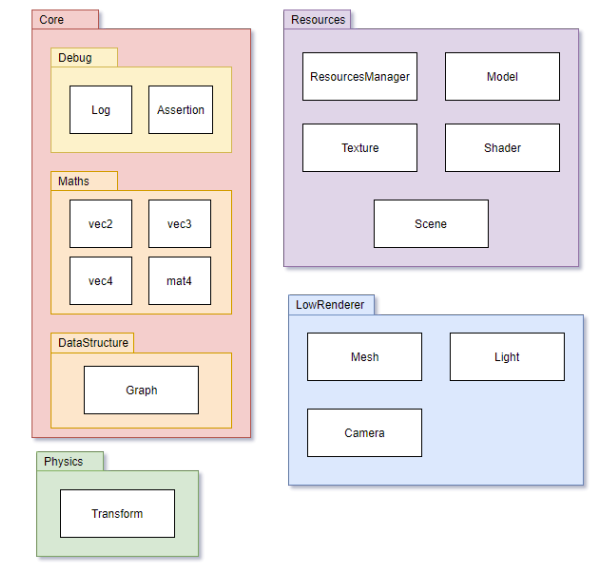 Core
Debug
Log
Assertion
Maths
vec2
vec3
vec4
mat4
DataStructure
Graph
Physics
Transform
Resources
ResourcesManager
Model
Texture
Shader
Scene
LowRenderer
Mesh
Light
Camera